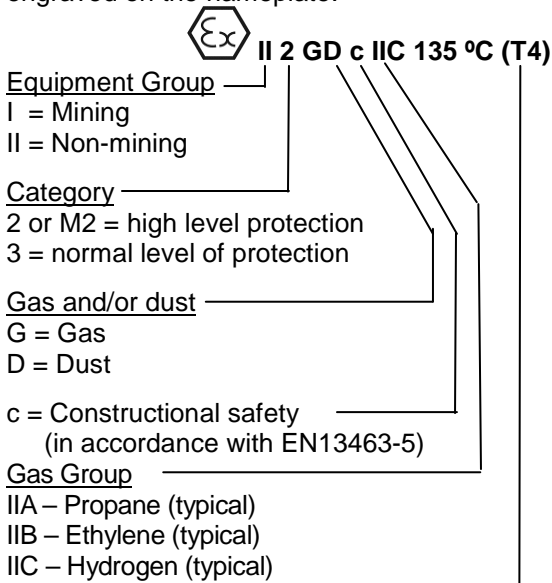 engraved on the nameplate.
Ex II 2 GD c IIC 135 ºC (T4)
Equipment Group
I = Mining
II = Non-mining
Category
2 or M2 = high level protection
3 = normal level of protection
Gas and/or dust
G = Gas
D = Dust
c = Constructional safety
(in accordance with EN13463-5)
Gas Group
IIA – Propane (typical)
IIB – Ethylene (typical)
IIC – Hydrogen (typical)